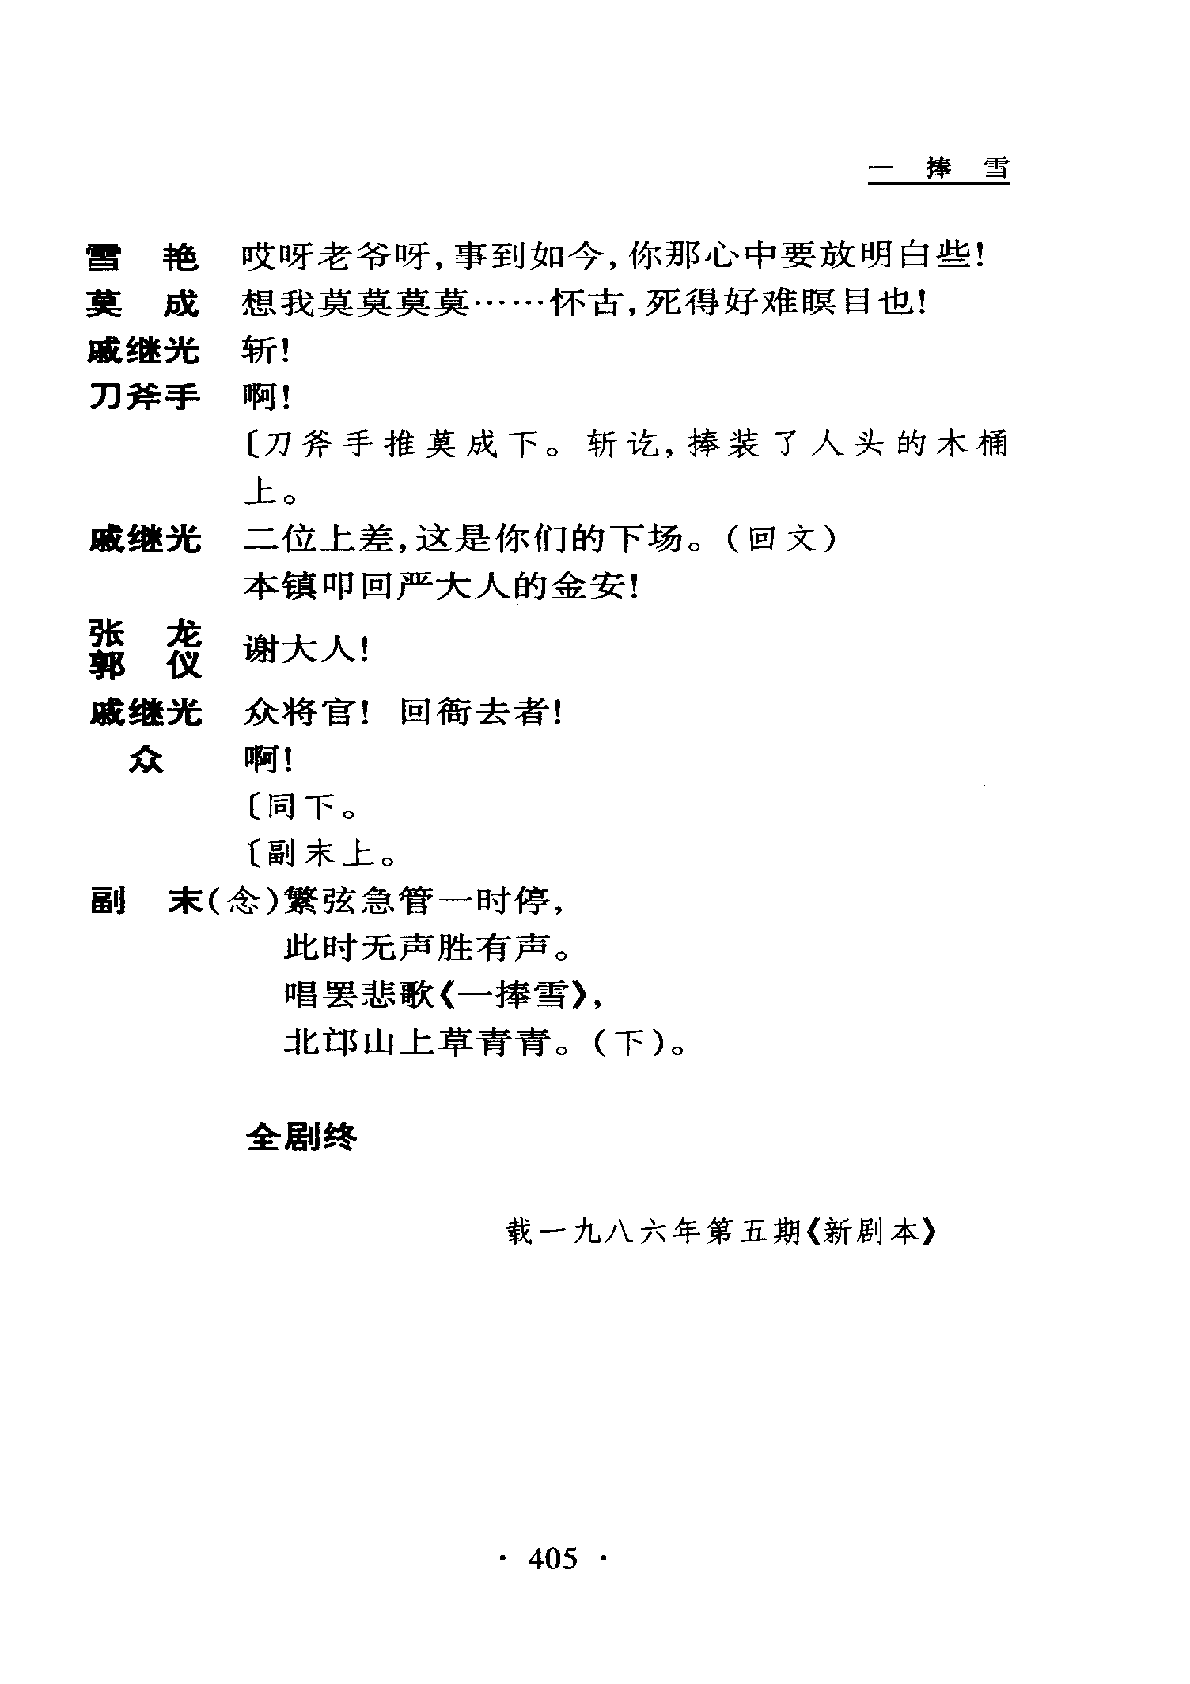 一 捧 雪
雪 艳 哎呀老爷呀,事到如今,你那心中要放明白些!
莫 成 想我莫莫莫莫……怀古,死得好难瞑目也!
戚继光 斩!
刀斧手 啊!
〔刀斧手推莫成下。斩讫,捧装了人头的木桶
上。
戚继光 二位上差,这是你们的下场。(回文)
本镇叩回严大人的金安!
张 龙
郭 仪 谢大人!
戚继光 众将官! 回衙去者!
众 啊!
〔同下。
〔副末上。
副 末(念)繁弦急管一时停,
此时无声胜有声。
唱罢悲歌《一捧雪》,
北邙山上草青青。(下)。
全剧终
载一九八六年第五期《新剧本》
· 405 ·